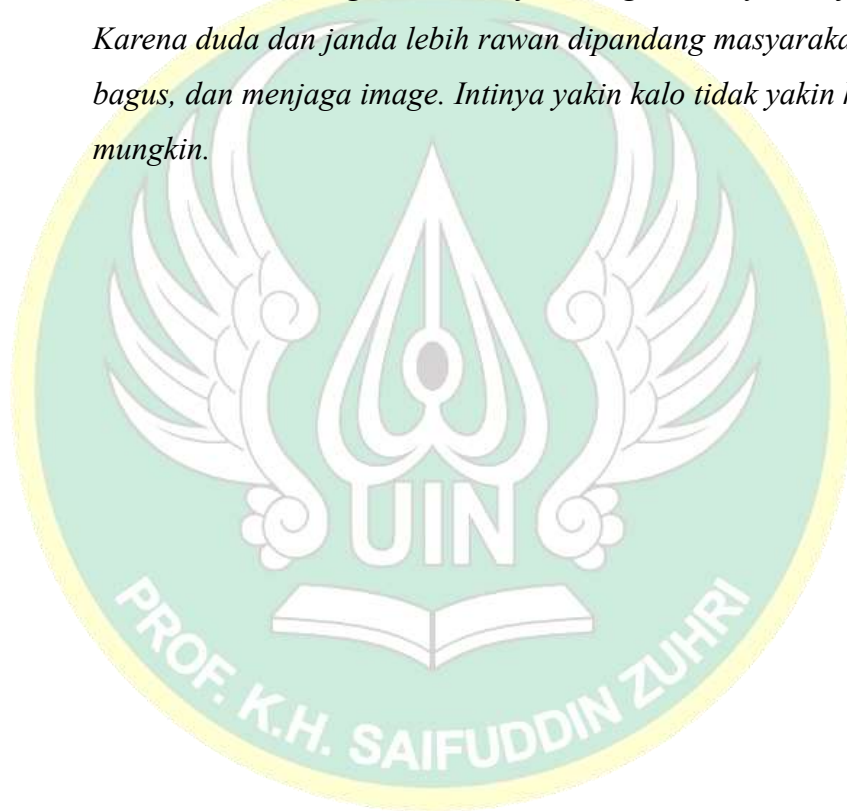 Karena duda dan janda lebih rawan dipandang
bagus, dan menjaga image. Intinya yakin kalo tidak yakin
mungkin.
UIN
PROF. K.H. SAIFUDDIN ZUHRI